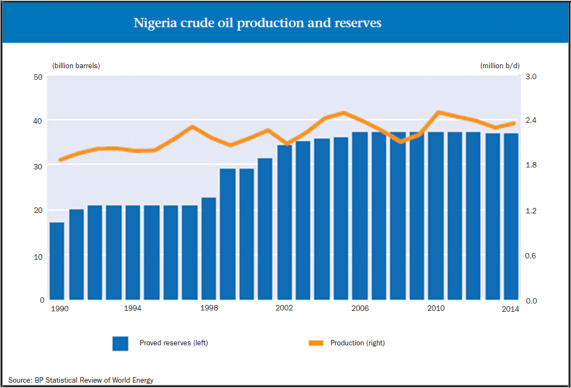 Nigeria crude oil production and reserves
(billion barrels) (million b/d)
50 3.0
40 2.4
30 1.8
20 1.2
10 0.6
0 0.0
1990 1994 1998 2002 2006 2010 2014
Proved reserves (left) Production (right)
Source: BP Statistical Review of World Energy